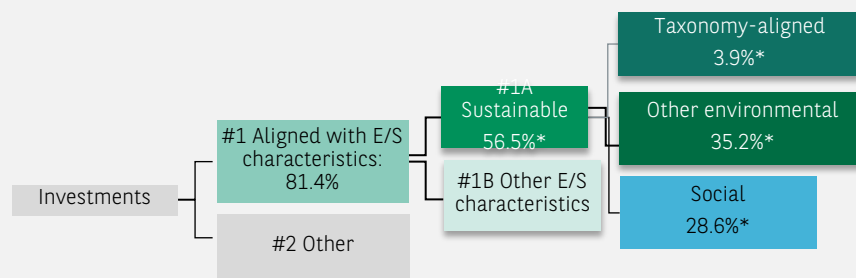 Investments
#1 Aligned with E/S
characteristics:
81.4%
#2 Other
#1A
Sustainable
56.5%*
#1B Other E/S
characteristics
Taxonomy-aligned
3.9%*
Other environmental
35.2%*
Social
28.6%*